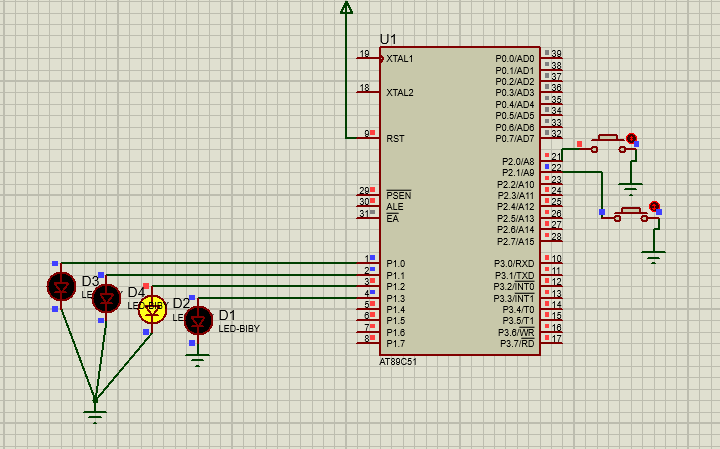 U1
19 XTAL1
18 XTAL2
9 RST
29 PSEN
30 ALE
31 EA
1 P1.0
2 P1.1
3 P1.2
4 P1.3
5 P1.4
6 P1.5
7 P1.6
8 P1.7
P0.0/AD0 39
P0.1/AD1 38
P0.2/AD2 37
P0.3/AD3 36
P0.4/AD4 35
P0.5/AD5 34
P0.6/AD6 33
P0.7/AD7 32
P2.0/A8 21
P2.1/A9 22
P2.2/A10 23
P2.3/A11 24
P2.4/A12 25
P2.5/A13 26
P2.6/A14 27
P2.7/A15 28
P3.0/RXD 10
P3.1/TXD 11
P3.2/INT0 12
P3.3/INT1 13
P3.4/T0 14
P3.5/T1 15
P3.6/WR 16
P3.7/RD 17
AT89C51
D3
D4
D2
D1
LED-BIBY